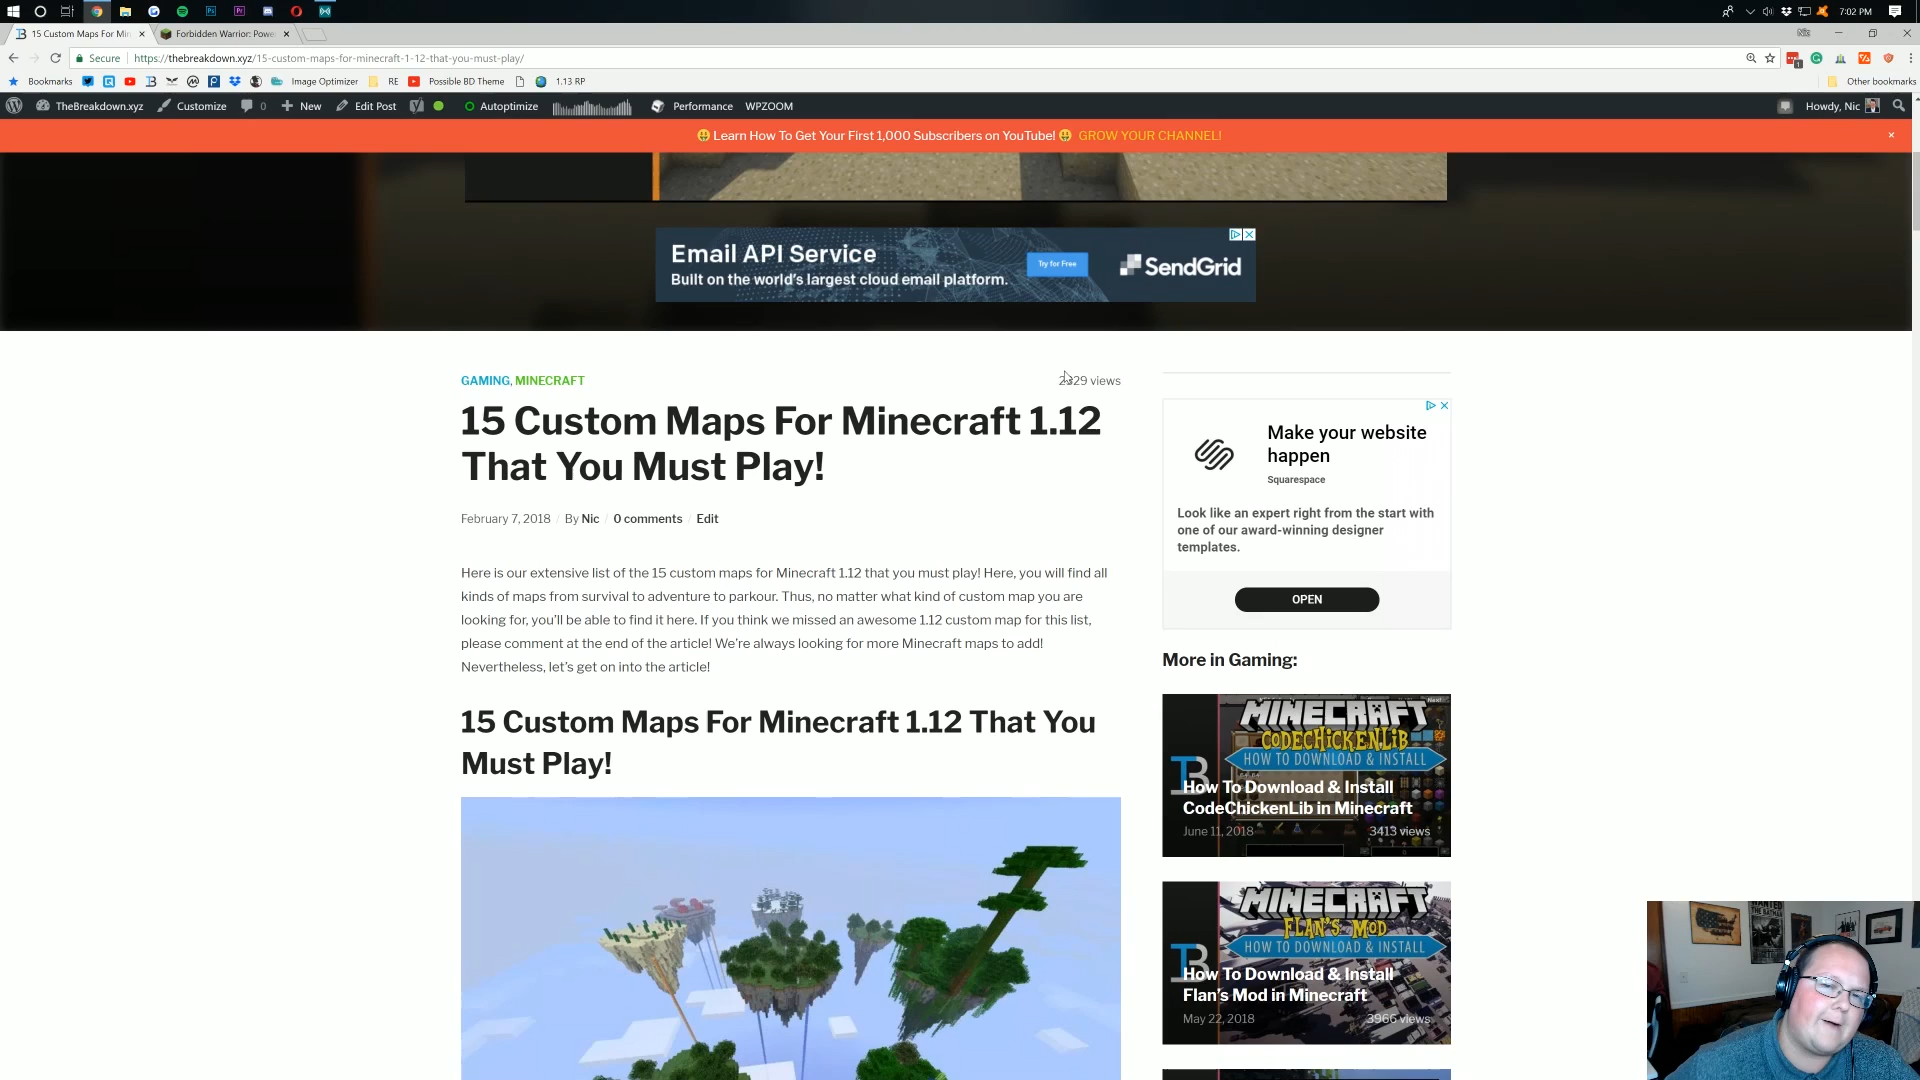 7:02 PM
15 Custom Maps For Min
Forbidden Warrior: Powe
Nic
Secure
https://thebreakdown.xyz/15-custom-maps-for-minecraft-1-12-that-you-must-play/
Bookmarks
Image Optimizer
RE
Possible BD Theme
1.13 RP
Other bookmarks
TheBreakdown.xyz
Customize
0
New
Edit Post
Autoptimize
Performance
WPZOOM
Howdy, Nic
Learn How To Get Your First 1,000 Subscribers on YouTube!
GROW YOUR CHANNEL!
Email API Service
Built on the world's largest cloud email platform.
Try for Free
SendGrid
GAMING, MINECRAFT
views
15 Custom Maps For Minecraft 1.12
That You Must Play!
February 7, 2018 / By Nic / 0 comments / Edit
Here is our extensive list of the 15 custom maps for Minecraft 1.12 that you must play! Here, you will find all
kinds of maps from survival to adventure to parkour. Thus, no matter what kind of custom map you are
looking for, you'll be able to find it here. If you think we missed an awesome 1.12 custom map for this list,
please comment at the end of the article! We're always looking for more Minecraft maps to add!
Nevertheless, let's get on into the article!
15 Custom Maps For Minecraft 1.12 That You
Must Play!
Make your website
happen
Squarespace
Look like an expert right from the start with
one of our award-winning designer
templates.
OPEN
More in Gaming:
MINECRAFT
CODECHICKENLIB
HOW TO DOWNLOAD & INSTALL
How To Download & Install
CodeChickenLib in Minecraft
June 11, 2018
3413 views
MINECRAFT
FLAN'S MOD
HOW TO DOWNLOAD & INSTALL
How To Download & Install
Flan's Mod in Minecraft
May 22, 2018
3966 views